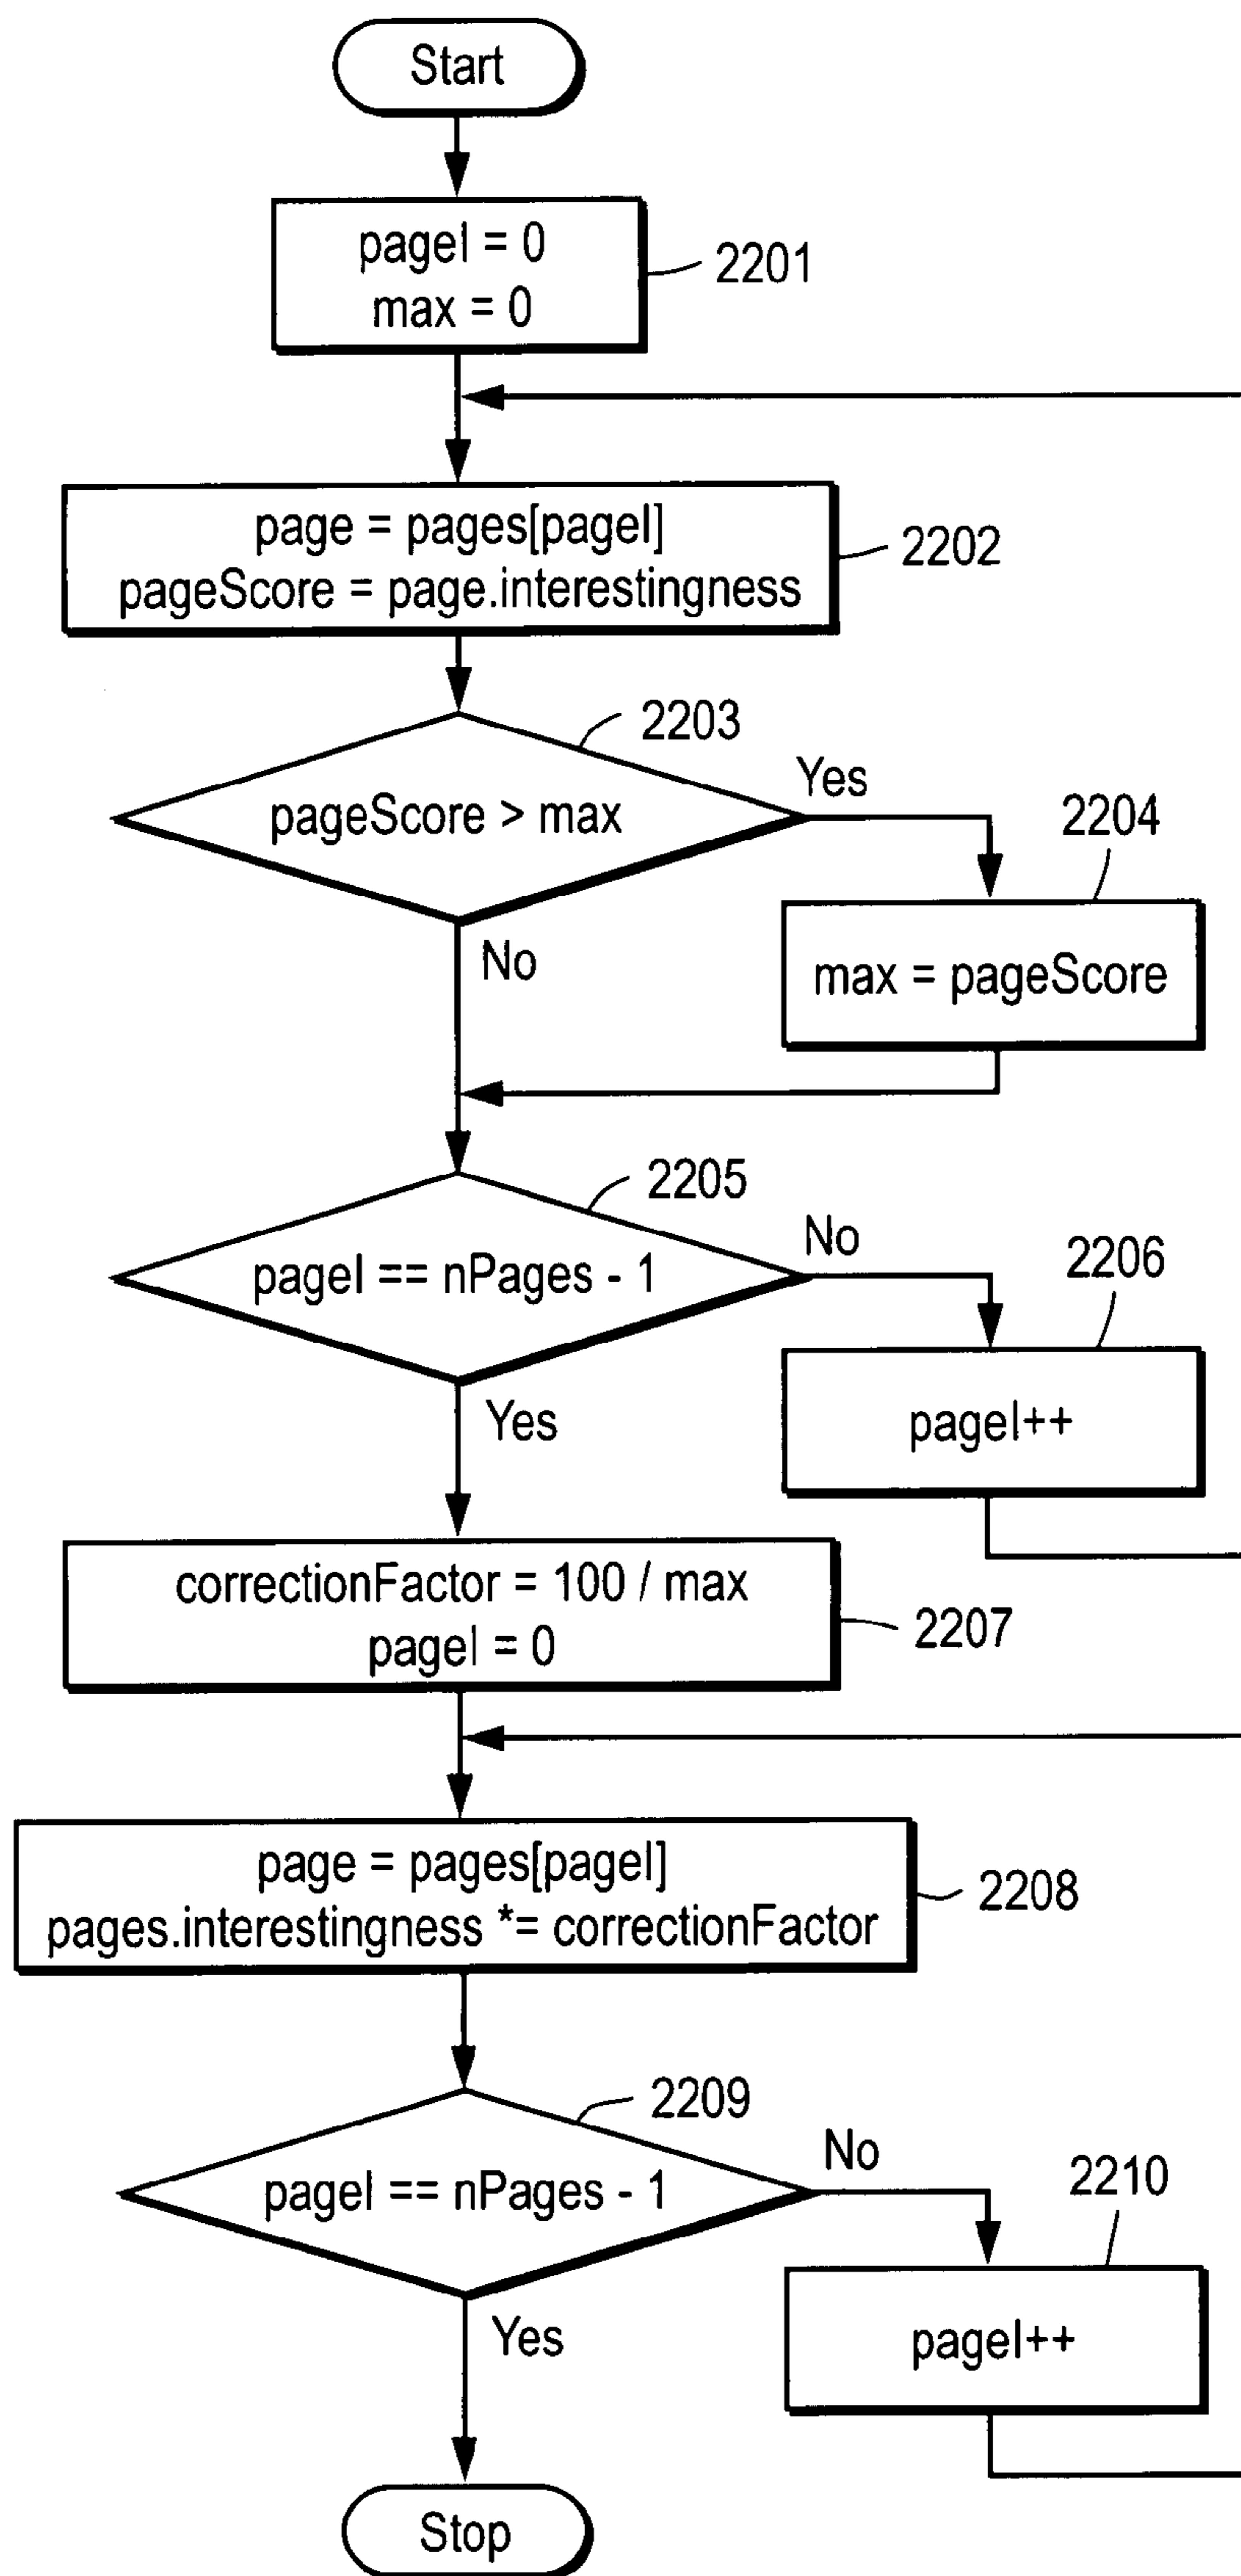 Start
pageI = 0
max = 0
2201
page = pages[pageI]
pageScore = page.interestingness
2202
2203
pageScore > max
Yes
2204
No
max = pageScore
2205
pageI == nPages - 1
No
2206
Yes
pageI++
correctionFactor = 100 / max
pageI = 0
2207
page = pages[pageI]
pages.interestingness *= correctionFactor
2208
2209
pageI == nPages - 1
No
2210
Yes
pageI++
Stop